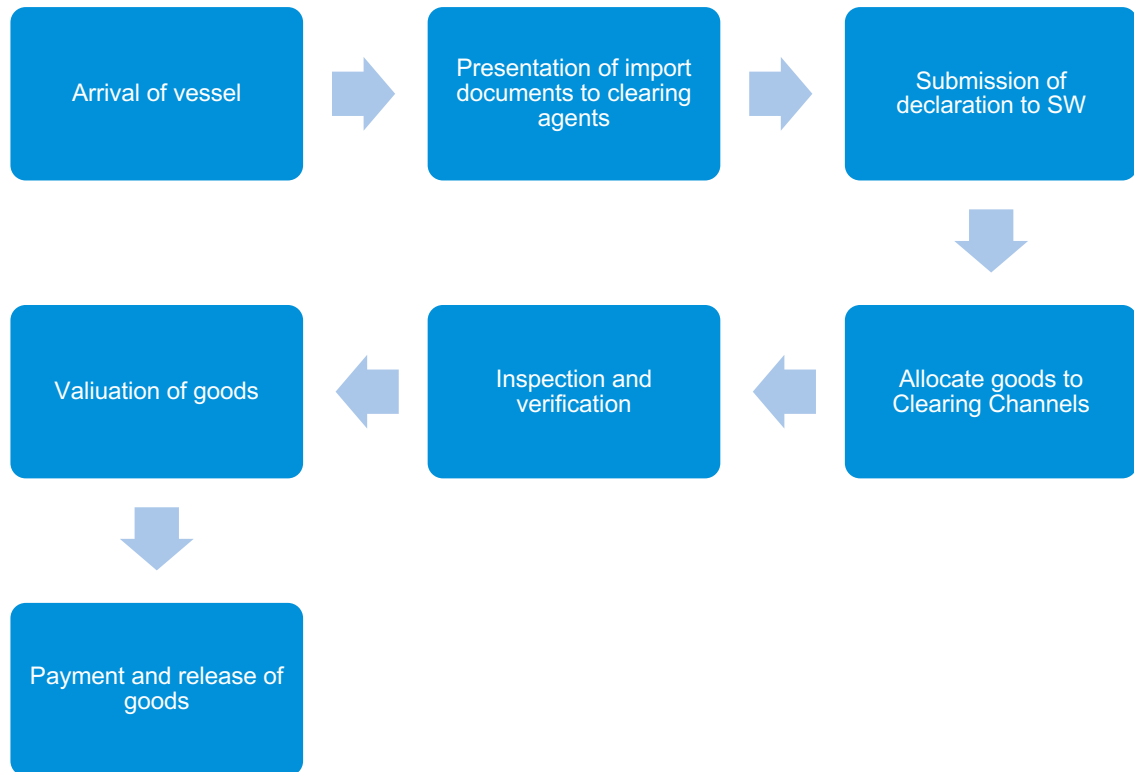 Arrival of vessel
Presentation of import
documents to clearing
agents
Submission of
declaration to SW
Allocate goods to
Clearing Channels
Inspection and
verification
Valiuation of goods
Payment and release of
goods